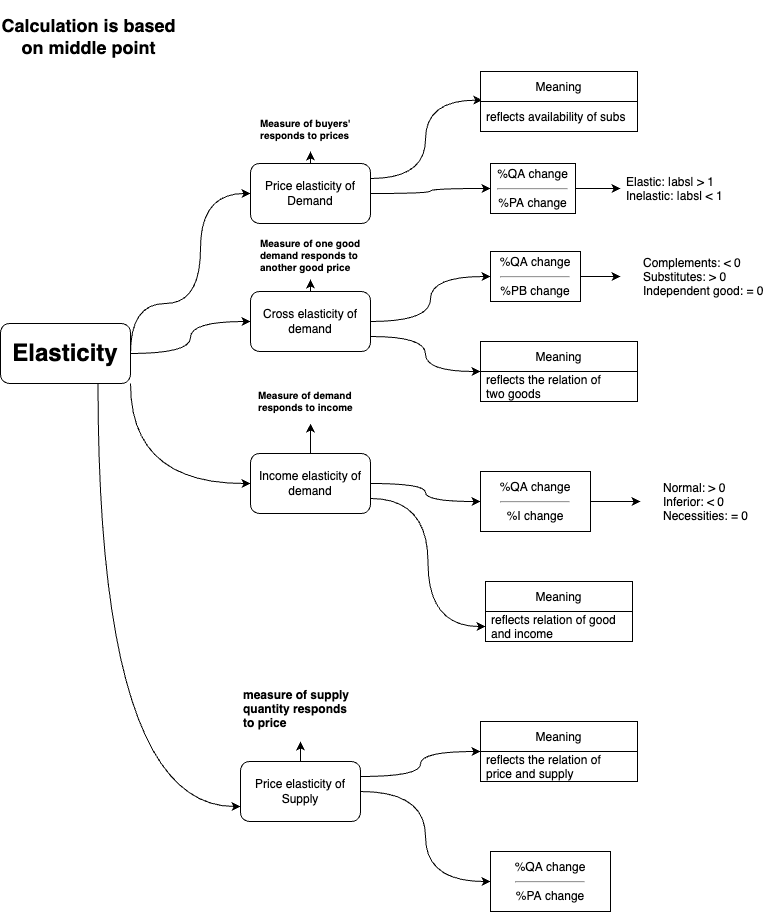 Calculation is based
on middle point
Meaning
reflects availability of subs
Measure of buyers'
responds to prices
Price elasticity of
Demand
%QA change
%PA change
Elastic: labsl > 1
Inelastic: labsl < 1
Measure of one good
demand responds to
another good price
Cross elasticity of
demand
%QA change
%PB change
Complements: < 0
Substitutes: > 0
Independent good: = 0
Elasticity
Meaning
reflects the relation of
two goods
Measure of demand
responds to income
Income elasticity of
demand
%QA change
%I change
Normal: > 0
Inferior: < 0
Necessities: = 0
Meaning
reflects relation of good
and income
measure of supply
quantity responds
to price
Meaning
reflects the relation of
price and supply
Price elasticity of
Supply
%QA change
%PA change